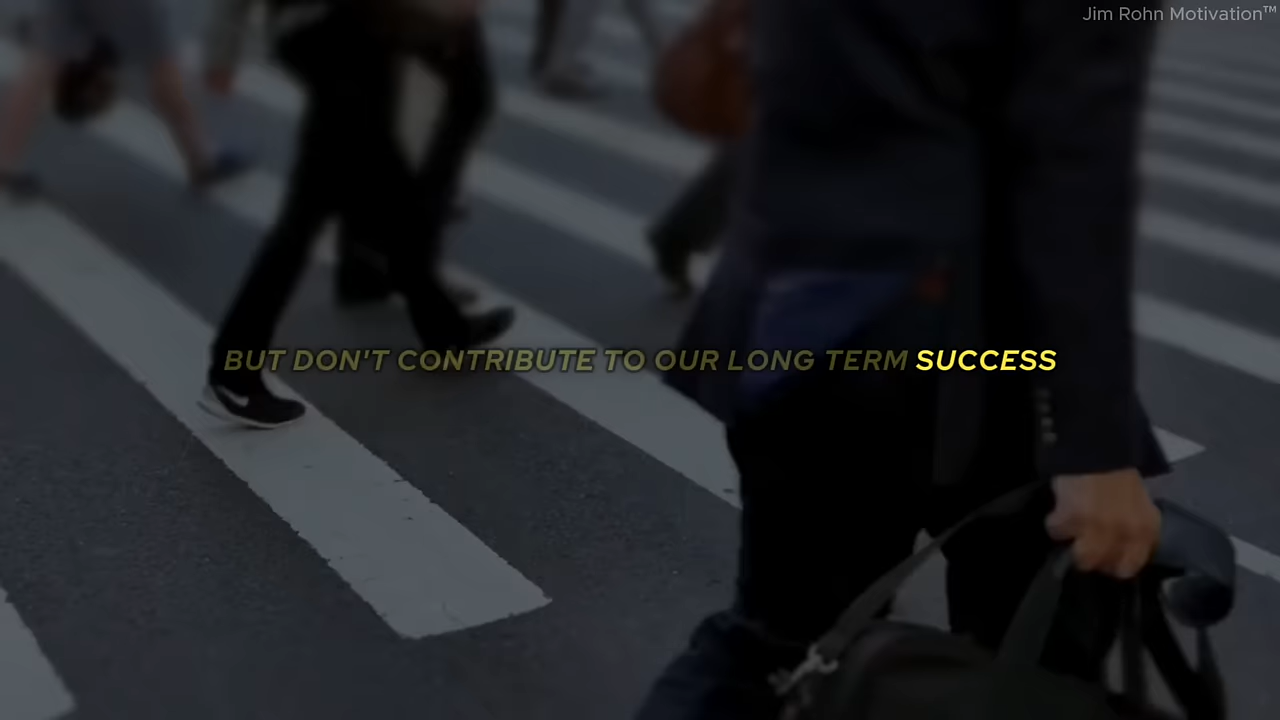 Jim Rohn Motivation™
BUT DON'T CONTRIBUTE TO OUR LONG TERM SUCCESS